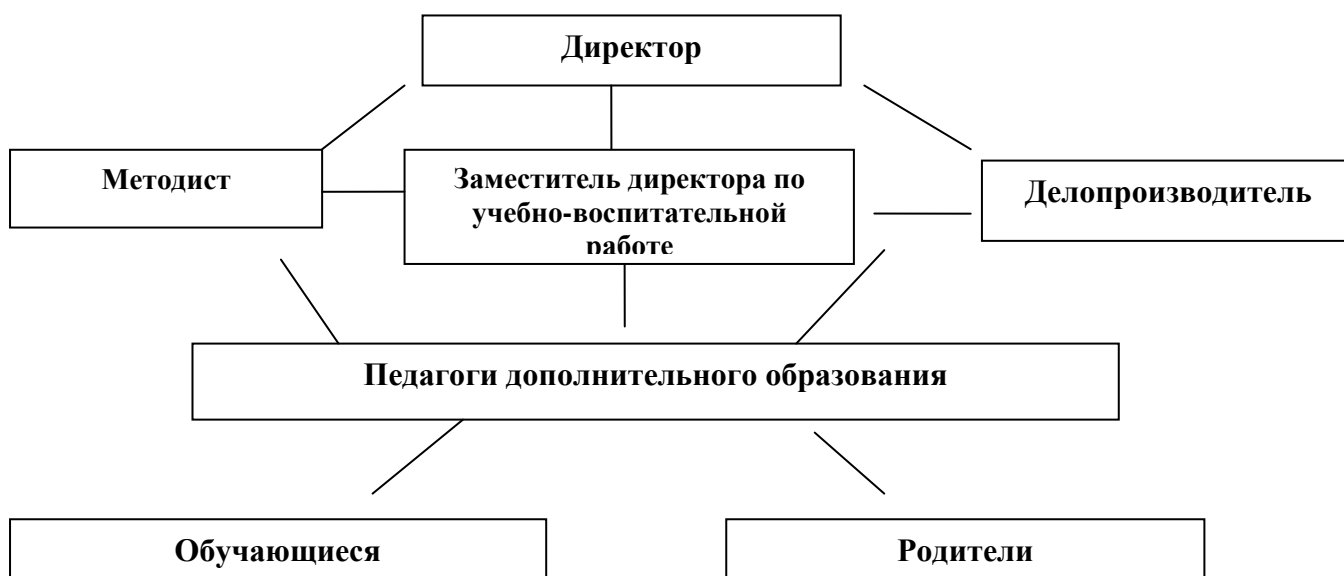 Директор
Методист
Заместитель директора по
учебно-воспитательной
работе
Делопроизводитель
Педагоги дополнительного образования
Обучающиеся
Родители